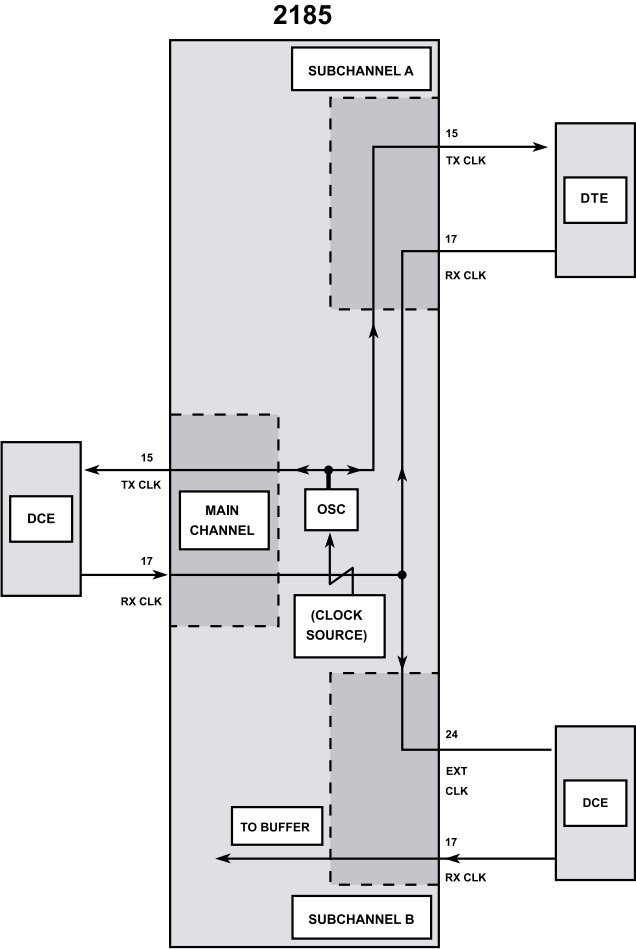 2185
SUBCHANNEL A
15
TX CLK
DTE
17
RX CLK
15
TX CLK
DCE
MAIN
CHANNEL
OSC
17
RX CLK
(CLOCK
SOURCE)
24
EXT
CLK
DCE
TO BUFFER
17
RX CLK
SUBCHANNEL B